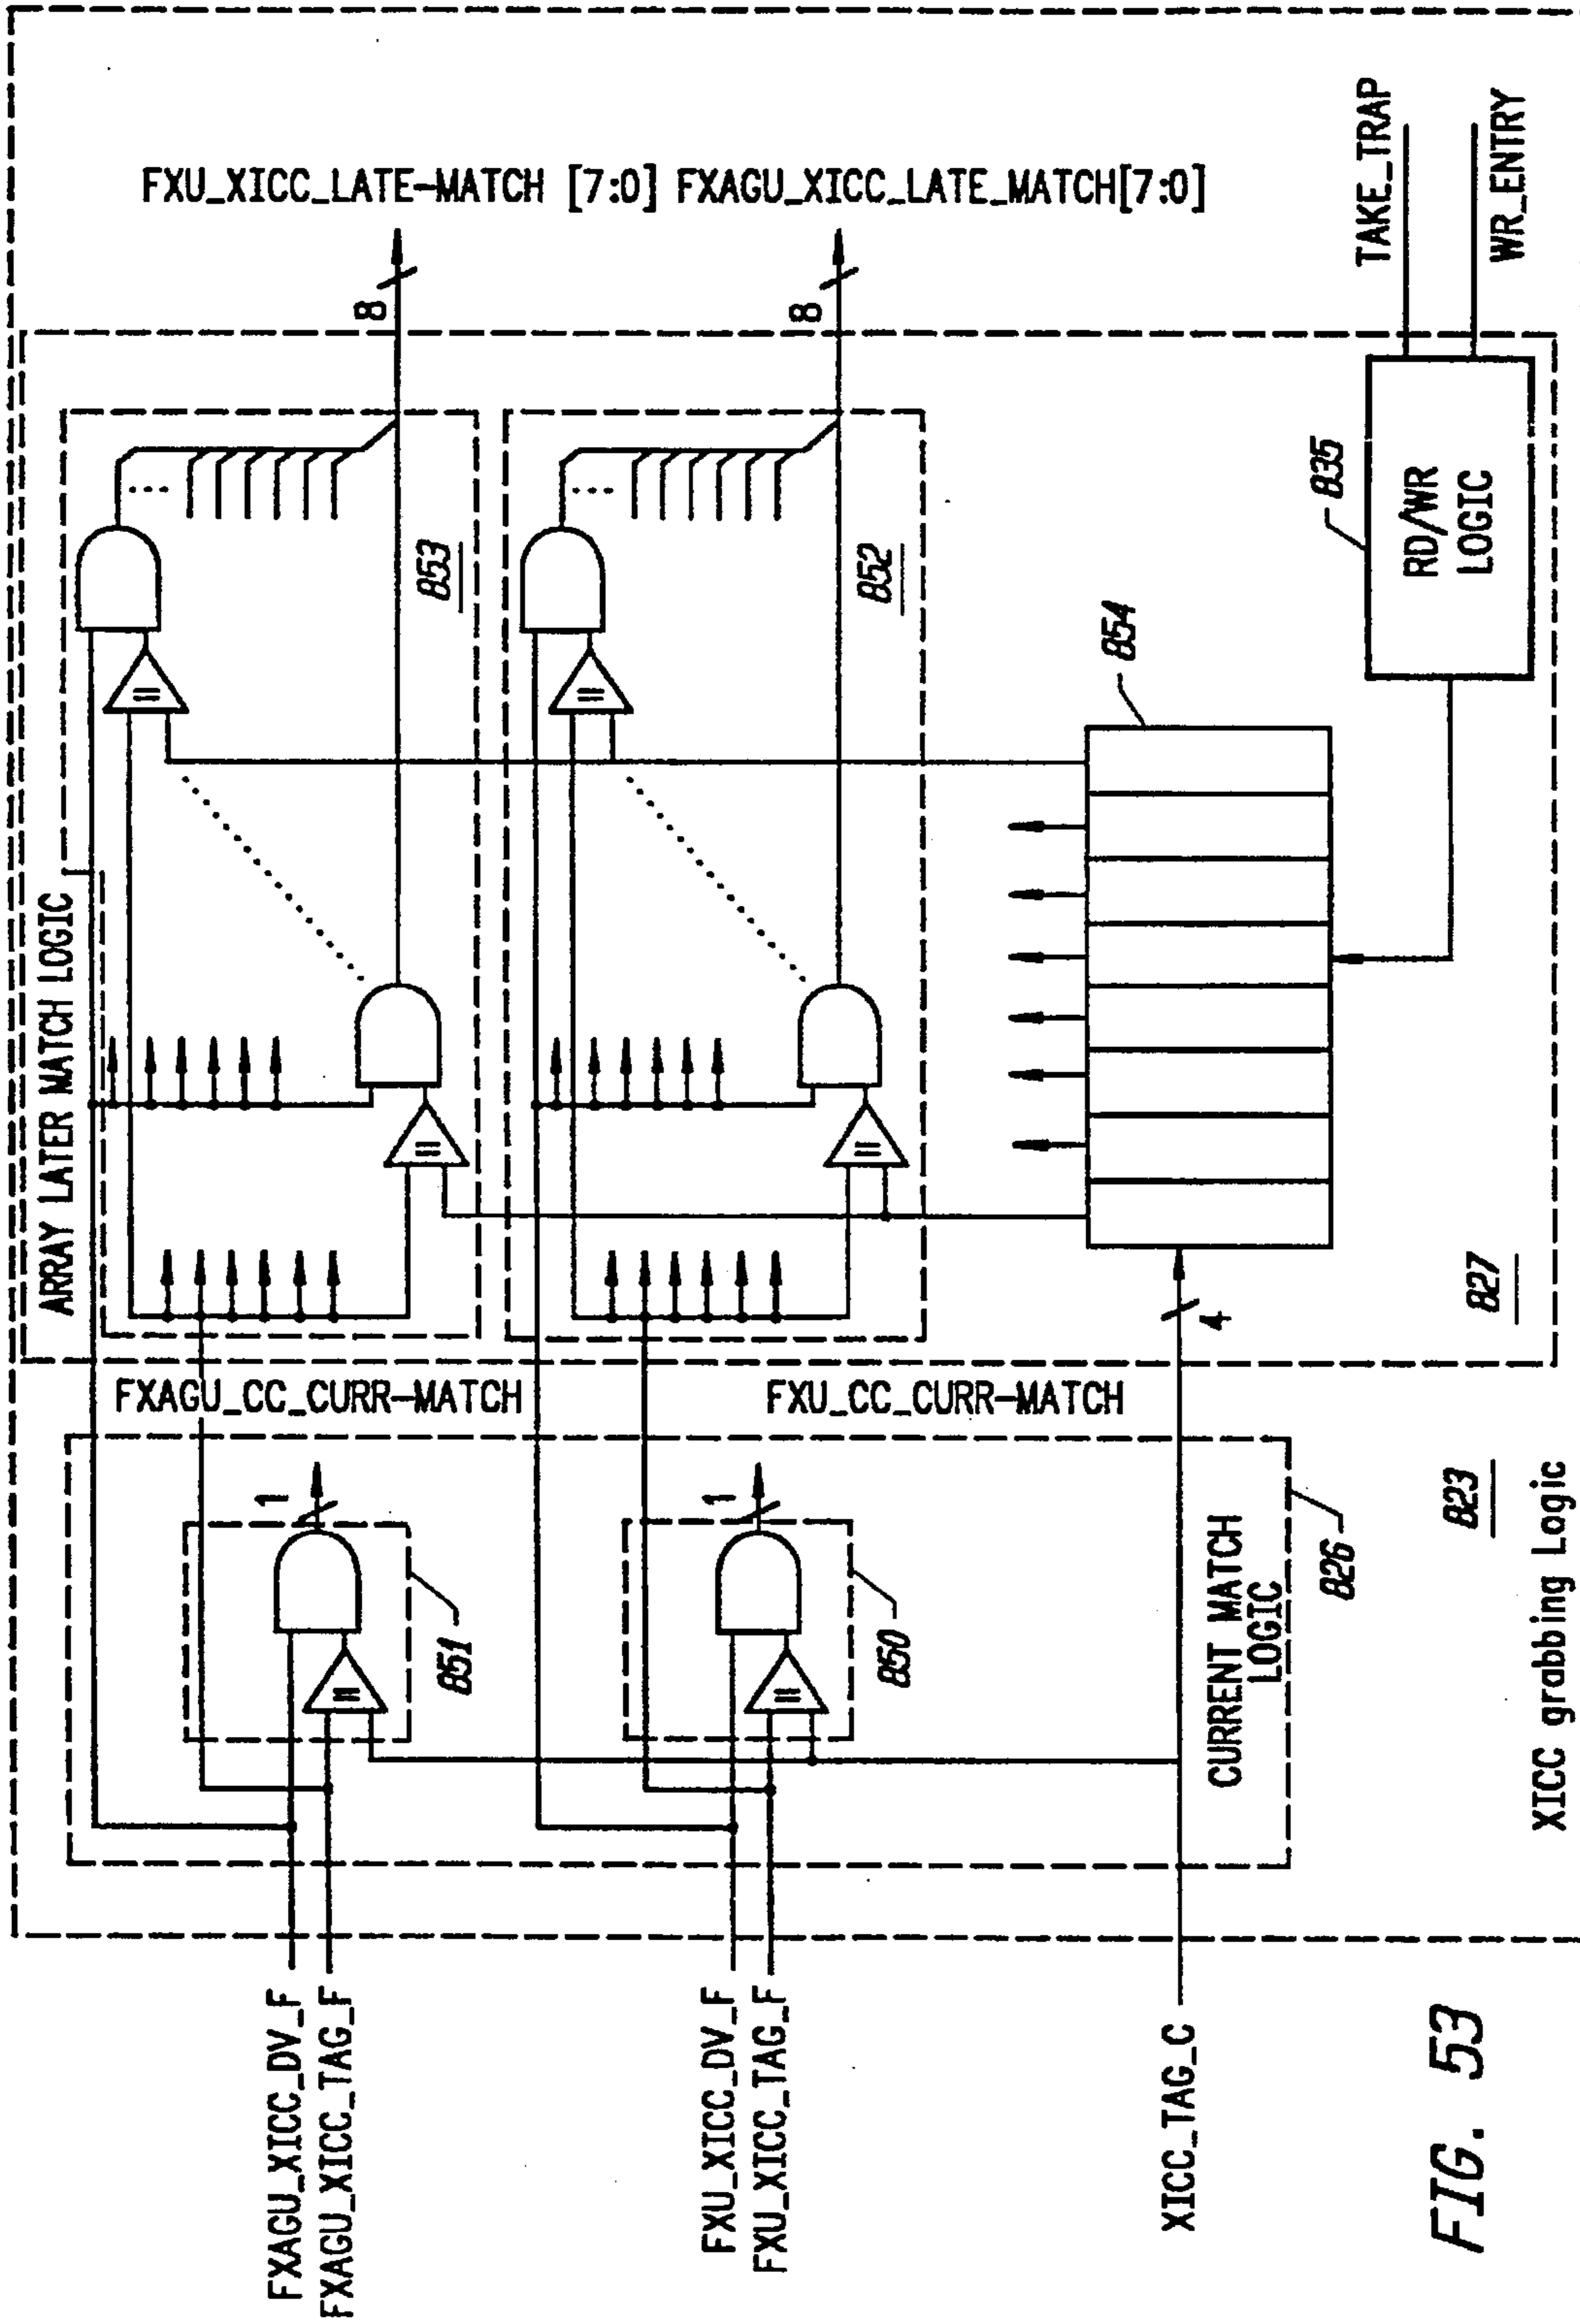 FXU_XICC_LATE-MATCH [7:0]
FXAGU_XICC_LATE_MATCH[7:0]
TAKE_TRAP
WR_ENTRY
8
8
ARRAY LATER MATCH LOGIC
853
852
854
835
RD/WR
LOGIC
4
827
FXAGU_CC_CURR-MATCH
FXU_CC_CURR-MATCH
1
1
851
850
CURRENT MATCH
LOGIC
826
823
XICC grabbing Logic
FXAGU_XICC_DV_F
FXAGU_XICC_TAG_F
FXU_XICC_DV_F
FXU_XICC_TAG_F
XICC_TAG_C
=
=
=
=
=
=
FIG. 53